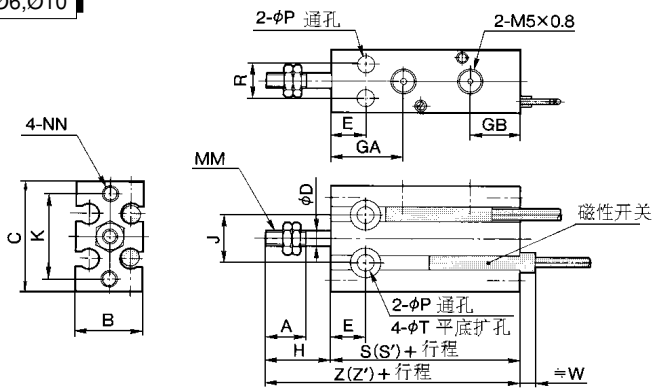 Ø6,Ø10
2-φP 通孔
2-M5×0.8
R
E
GA
GB
4-NN
MM
φD
C
K
J
磁性开关
B
A
E
2-φP 通孔
4-φT 平底扩孔
H
S(S′)+行程
Z(Z′)+行程
≒W